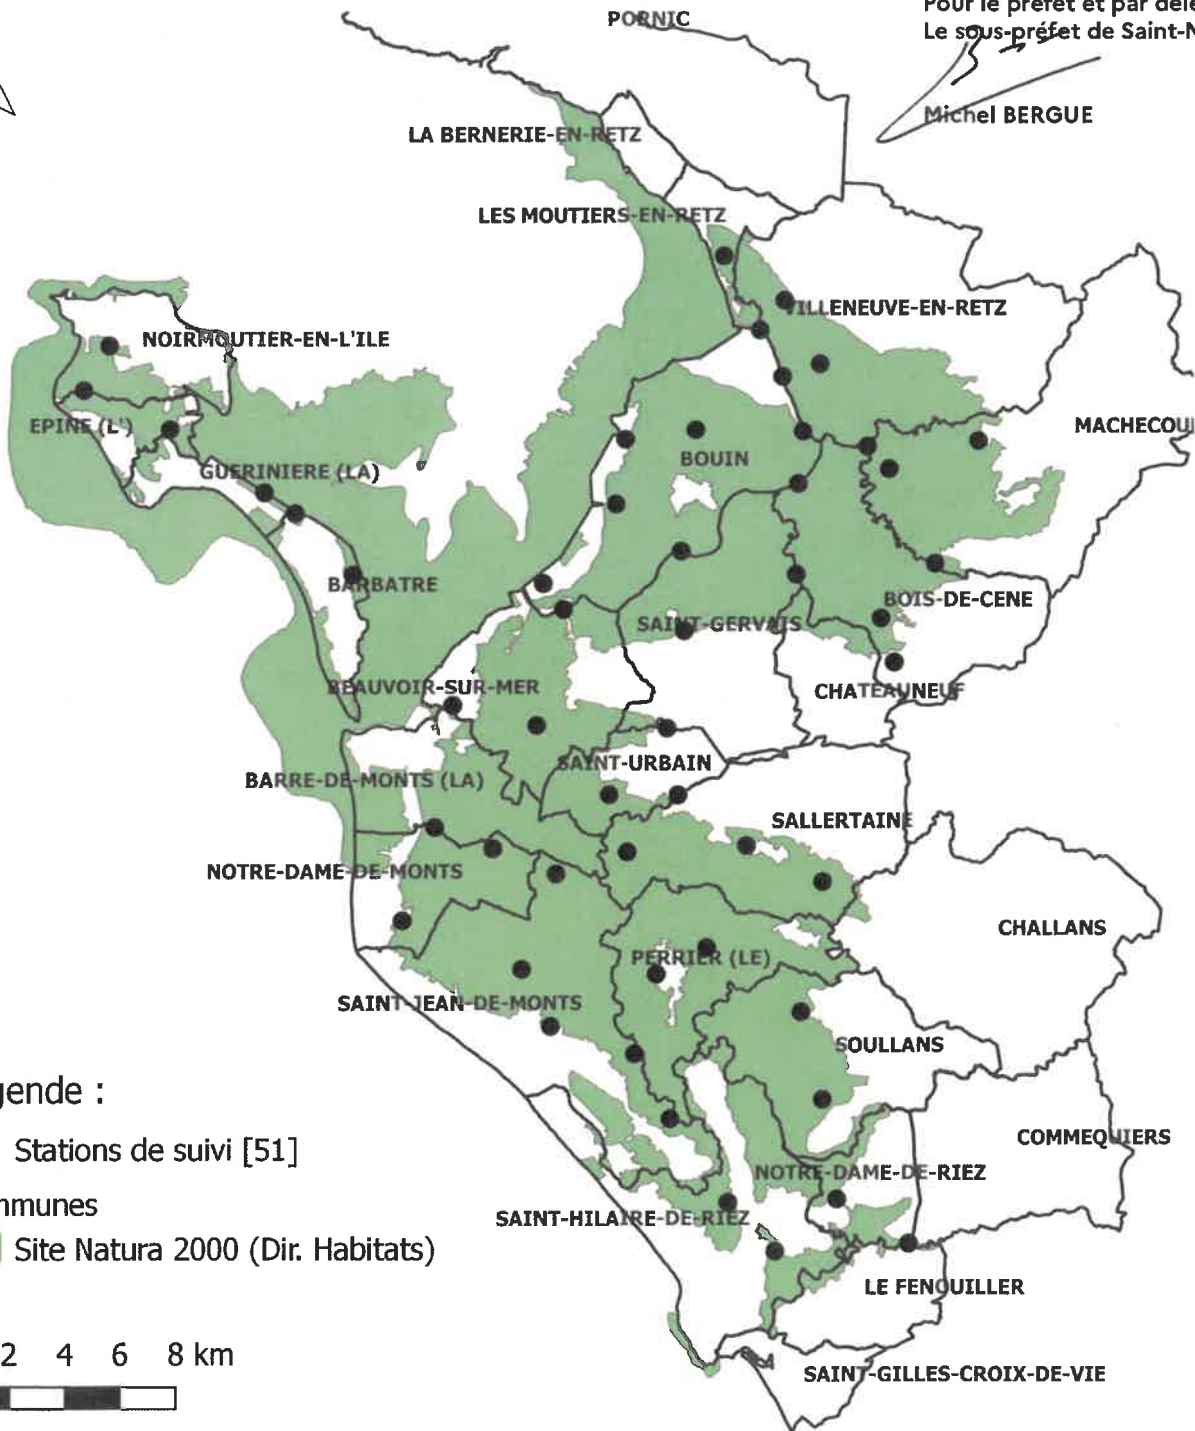 Pour le préfet et par délé
Le sous-préfet de Saint-N
Michel BERGUE
PORNIC
LA BERNERIE-EN-RETZ
LES MOUTIERS-EN-RETZ
VILLENEUVE-EN-RETZ
NOIRMOUTIER-EN-L'ILE
MACHECOU
EPINE (L')
BOUIN
GUERINIERE (LA)
BARBATRE
BOIS-DE-CENE
SAINT-GERVAIS
BEAUVOIR-SUR-MER
CHATEAUNEUF
SAINT-URBAIN
BARRE-DE-MONTS (LA)
SALLERTAINE
NOTRE-DAME-DE-MONTS
CHALLANS
PERRIER (LE)
SAINT-JEAN-DE-MONTS
SOULLANS
gende :
Stations de suivi [51]
COMMEQUIERS
NOTRE-DAME-DE-RIEZ
mmunes
SAINT-HILAIRE-DE-RIEZ
Site Natura 2000 (Dir. Habitats)
LE FENOUILLER
2 4 6 8 km
SAINT-GILLES-CROIX-DE-VIE